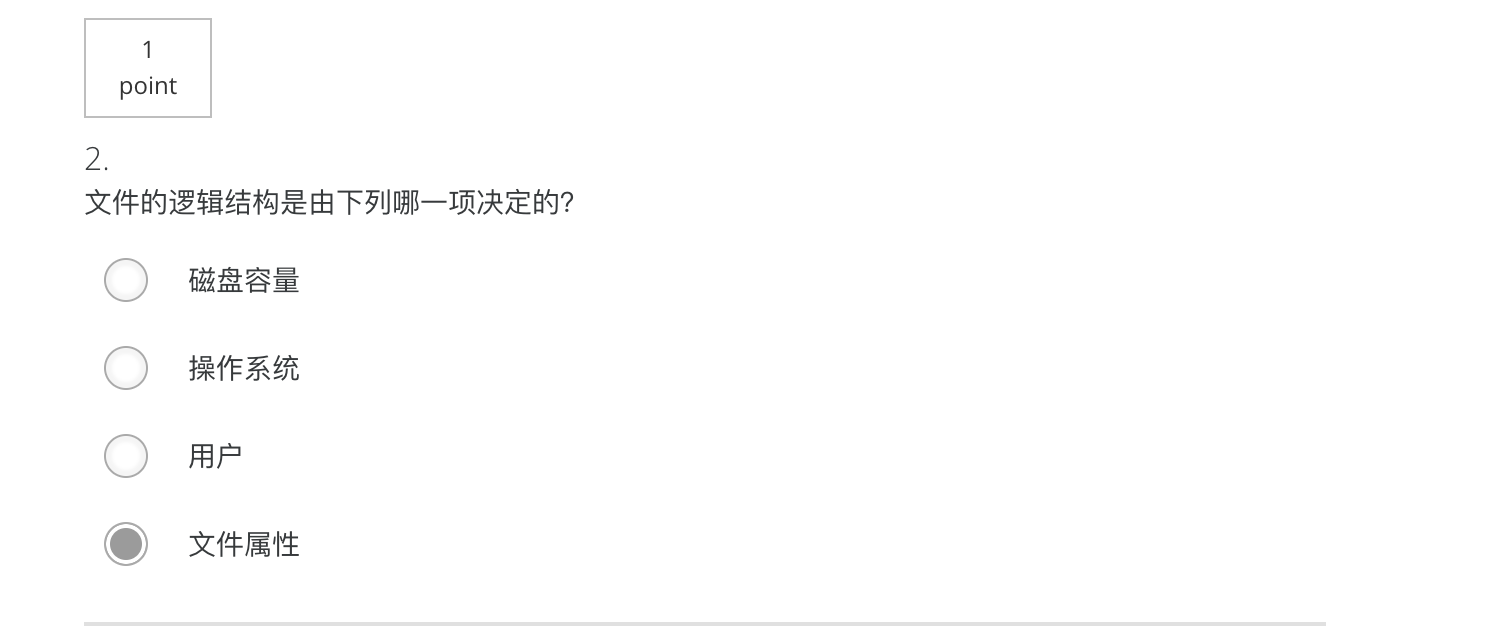 1
point
2.
文件的逻辑结构是由下列哪一项决定的?
磁盘容量
操作系统
用户
文件属性